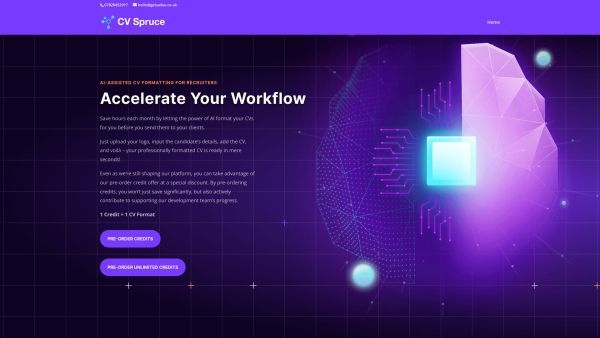 07828452917
CV Spruce
Home
AI-ASSISTED CV FORMATTING FOR RECRUITERS
Accelerate Your Workflow
Save hours each month by letting the power of AI format your CVs
for you before you send them to your clients.
Just upload your logo, input the candidate's details, add the CV,
and voilà – your professionally formatted CV is ready in mere
seconds!
Even as we're still shaping our platform, you can take advantage of
our pre-order credit offer at a special discount. By pre-ordering
credits, you won't just save significantly, but also actively
contribute to supporting our development team's progress.
1 Credit = 1 CV Format
PRE-ORDER CREDITS
PRE-ORDER UNLIMITED CREDITS